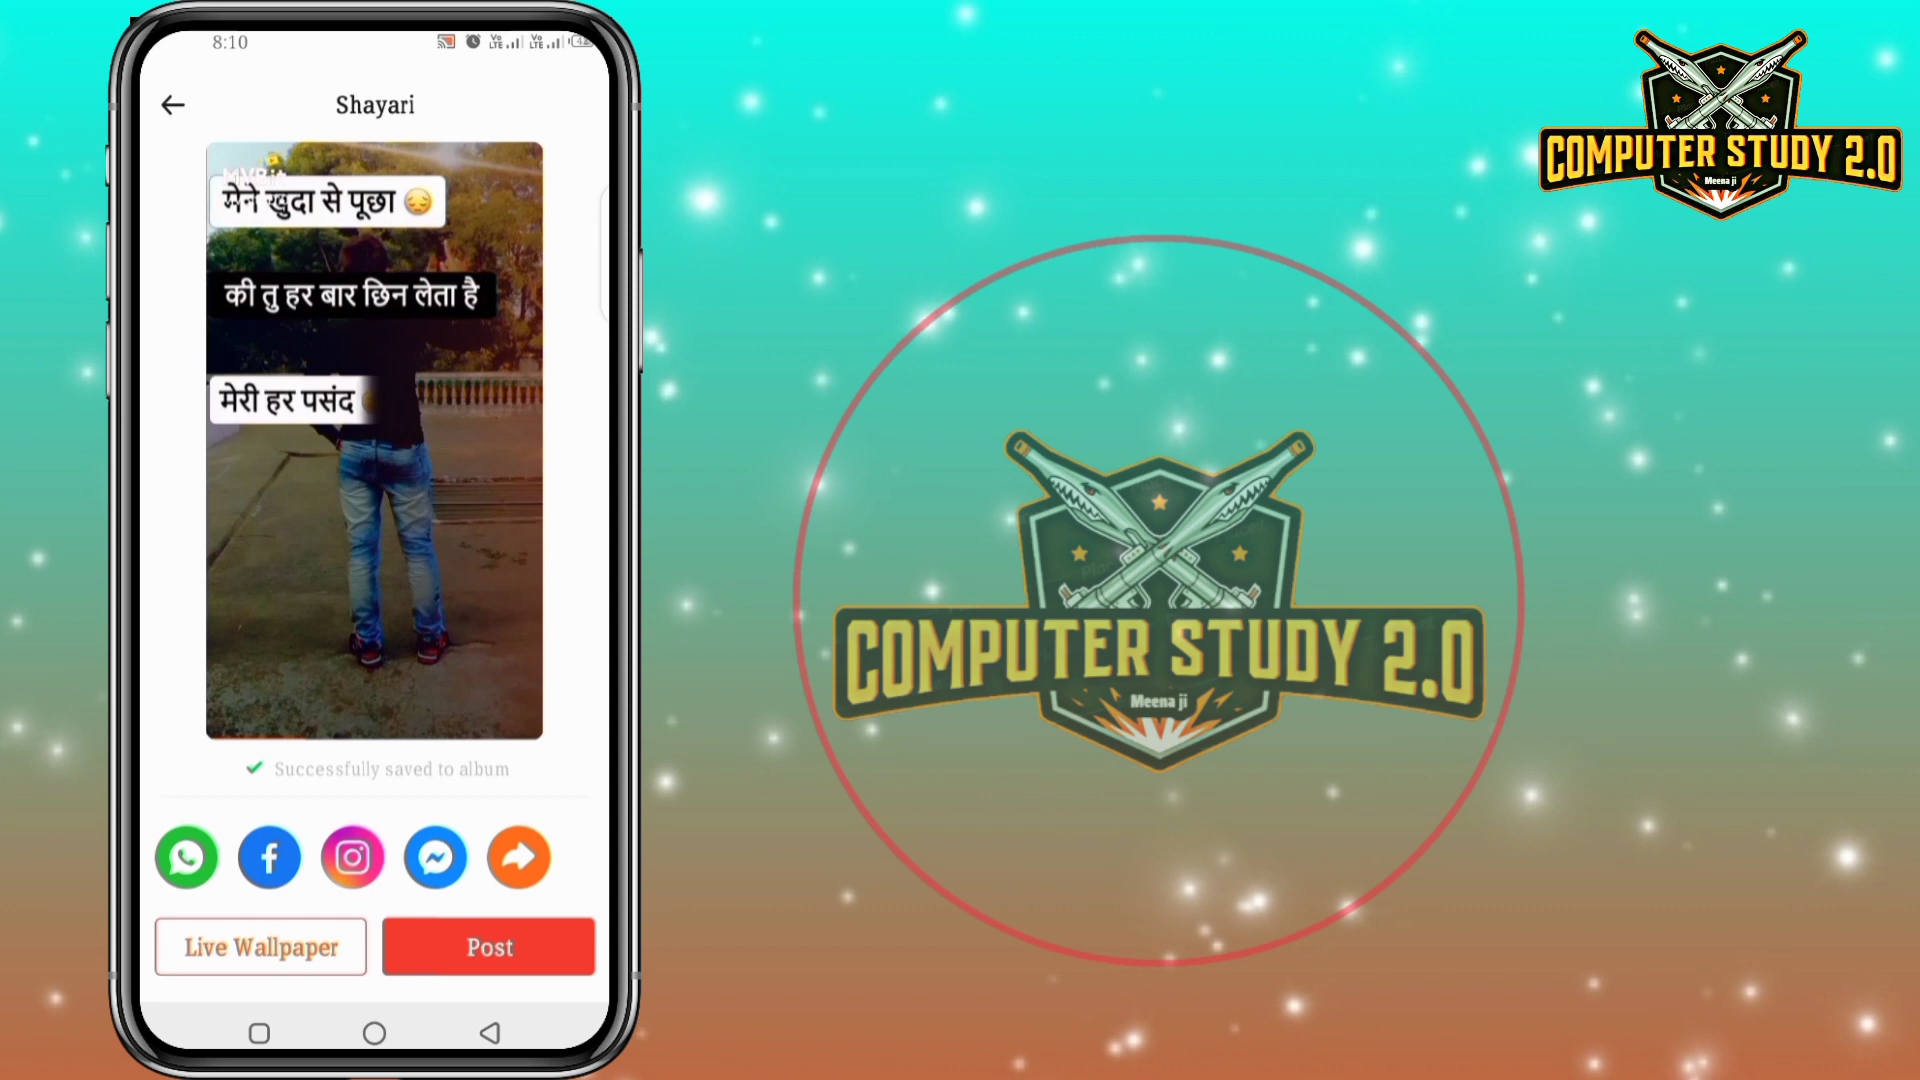 8:10
Shayari
MVBit
मेने खुदा से पूछा 😔
की तु हर बार छिन लेता है
मेरी हर पसंद
Successfully saved to album
Live Wallpaper
Post
COMPUTER STUDY 2.0
Meena ji
COMPUTER STUDY 2.0
Meena ji